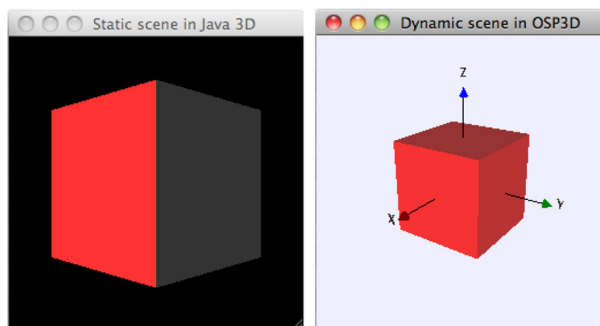 Static scene in Java 3D
Dynamic scene in OSP3D
Z
X
Y